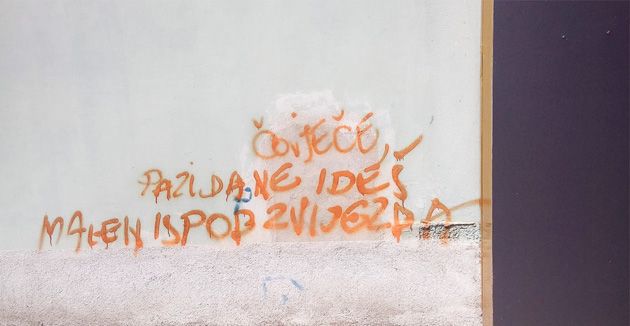 ČOVJEČE,
PAZI DA NE IDEŠ
MALEN ISPOD ZVIJEZDA